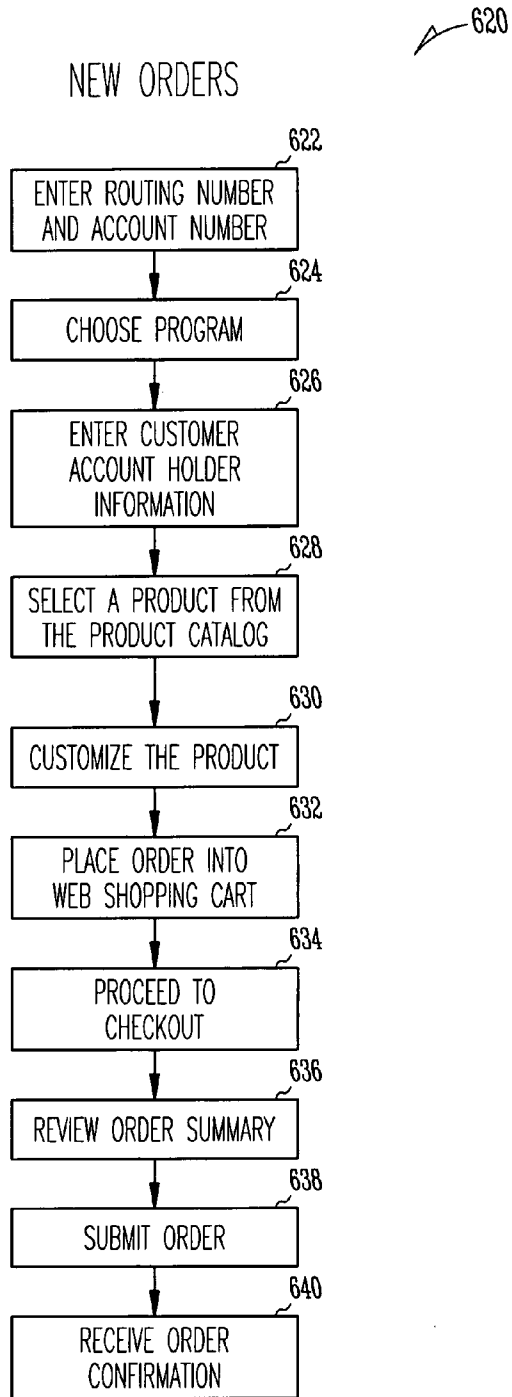 620
NEW ORDERS
622
ENTER ROUTING NUMBER
AND ACCOUNT NUMBER
624
CHOOSE PROGRAM
626
ENTER CUSTOMER
ACCOUNT HOLDER
INFORMATION
628
SELECT A PRODUCT FROM
THE PRODUCT CATALOG
630
CUSTOMIZE THE PRODUCT
632
PLACE ORDER INTO
WEB SHOPPING CART
634
PROCEED TO
CHECKOUT
636
REVIEW ORDER SUMMARY
638
SUBMIT ORDER
640
RECEIVE ORDER
CONFIRMATION